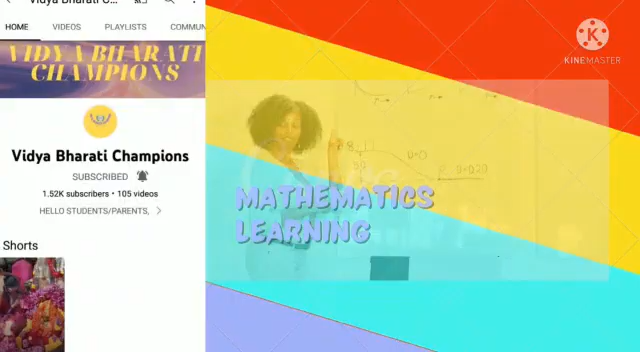 Vidya Bharati C...
HOME VIDEOS PLAYLISTS COMMUN
VIDYA BHARATI
CHAMPIONS
Vidya Bharati Champions
SUBSCRIBED
1.52K subscribers • 105 videos
HELLO STUDENTS/PARENTS,
Shorts
K
KINEMASTER
MATHEMATICS
LEARNING